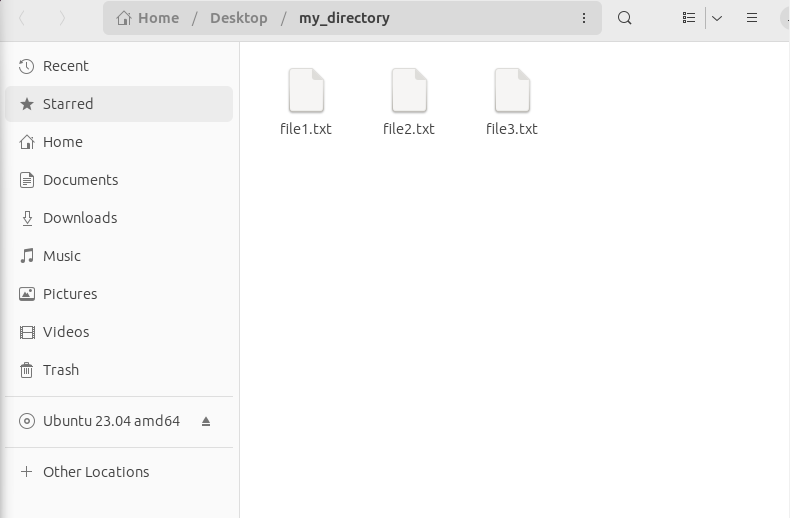 Home / Desktop / my_directory
Recent
Starred
Home
Documents
Downloads
Music
Pictures
Videos
Trash
Ubuntu 23.04 amd64
Other Locations
file1.txt file2.txt file3.txt